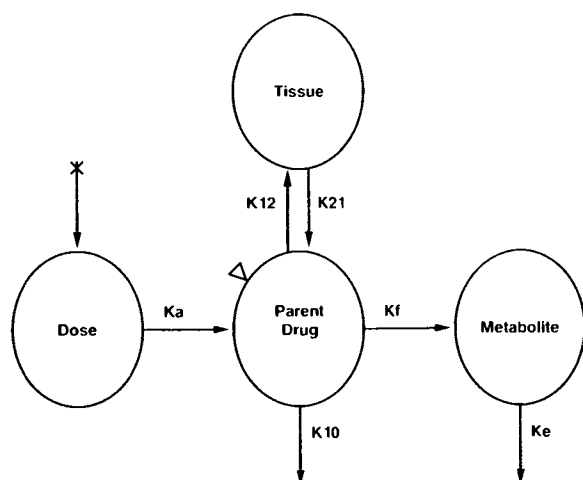 Tissue
K12
K21
Dose
Ka
Parent
Drug
Kf
Metabolite
K10
Ke